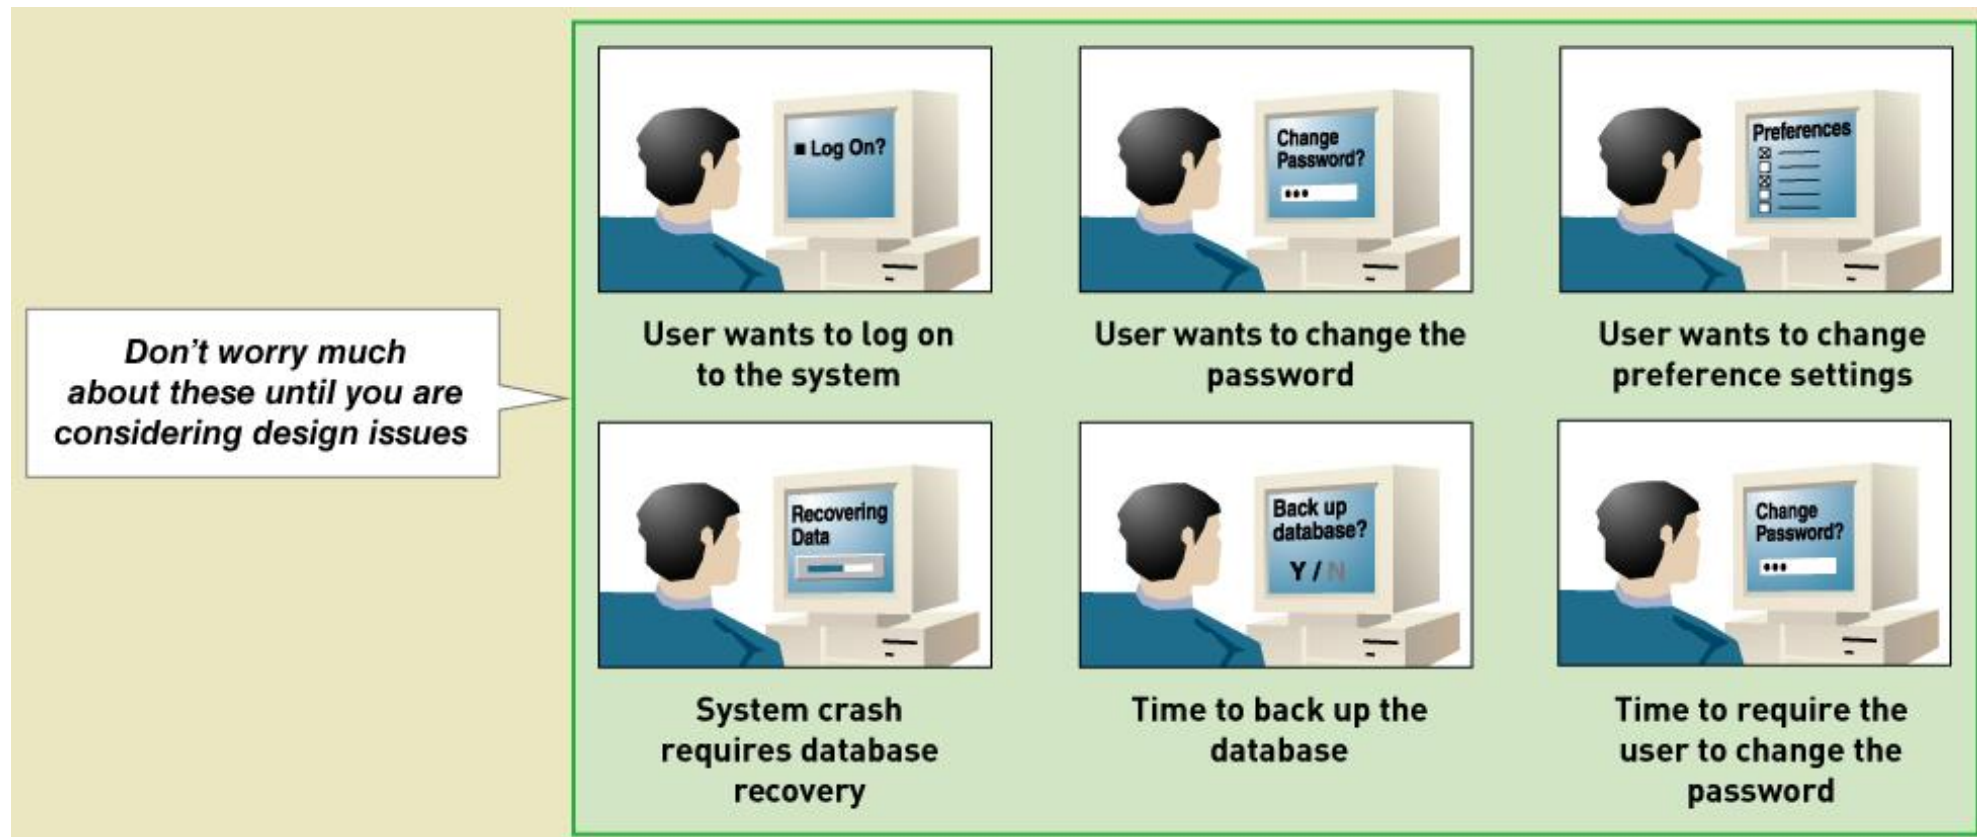 Don't worry much
about these until you are
considering design issues
■ Log On?
User wants to log on
to the system
Change
Password?
User wants to change the
password
Preferences
User wants to change
preference settings
Recovering
Data
System crash
requires database
recovery
Back up
database?
Y / N
Time to back up the
database
Change
Password?
Time to require the
user to change the
password